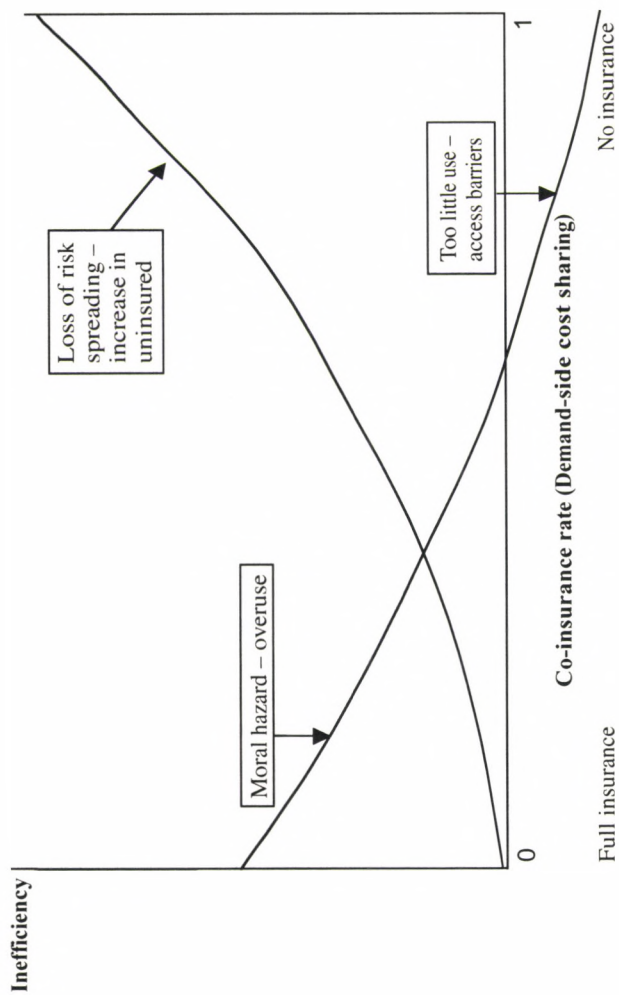 Inefficiency
Loss of risk
spreading –
increase in
uninsured
Moral hazard – overuse
Too little use –
access barriers
0
1
Co-insurance rate (Demand-side cost sharing)
Full insurance
No insurance